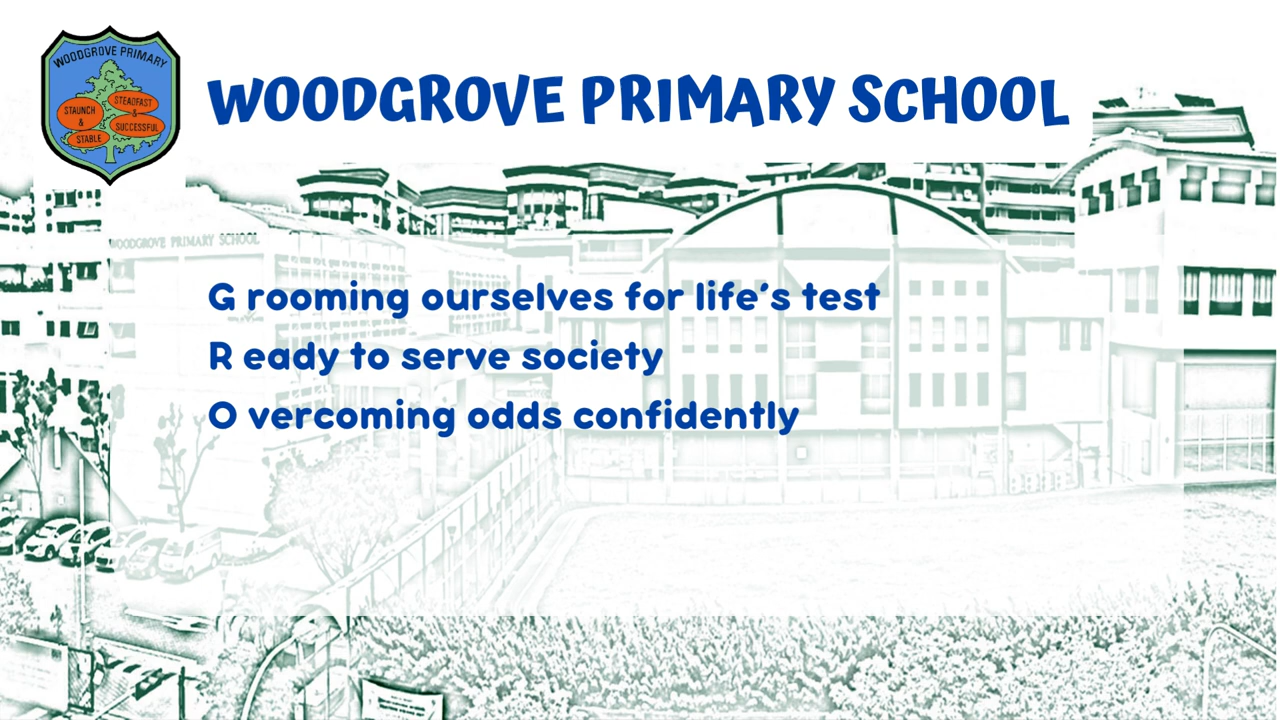 WOODGROVE PRIMARY
STAUNCH
&
STABLE
STEADFAST
&
SUCCESSFUL
WOODGROVE PRIMARY SCHOOL
WOODGROVE PRIMARY SCHOOL
G rooming ourselves for life's test
R eady to serve society
O vercoming odds confidently